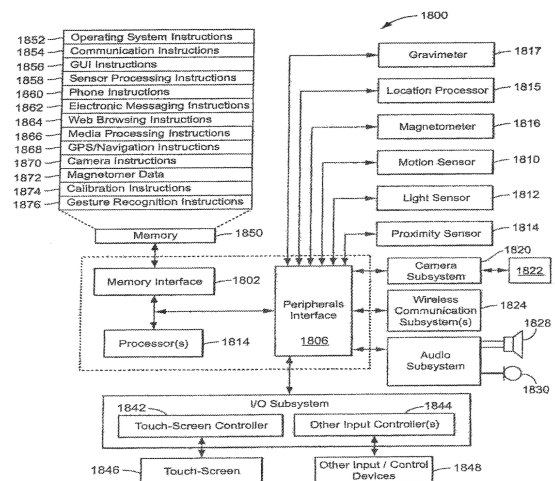 1800
1852 Operating System Instructions
1854 Communication Instructions
1856 GUI Instructions
1858 Sensor Processing Instructions
1860 Phone Instructions
1862 Electronic Messaging Instructions
1864 Web Browsing Instructions
1866 Media Processing Instructions
1868 GPS/Navigation Instructions
1870 Camera Instructions
1872 Magnetomer Data
1874 Calibration Instructions
1876 Gesture Recognition Instructions
Memory 1850
Memory Interface 1802
Processor(s) 1814
Peripherals
Interface
1806
Gravimeter 1817
Location Processor 1815
Magnetometer 1816
Motion Sensor 1810
Light Sensor 1812
Proximity Sensor 1814
Camera
Subsystem
1820
1822
Wireless
Communication
Subsystem(s)
1824
Audio
Subsystem
1828
1830
I/O Subsystem
1842
Touch-Screen Controller
1844
Other Input Controller(s)
1846 Touch-Screen
Other Input / Control
Devices
1848